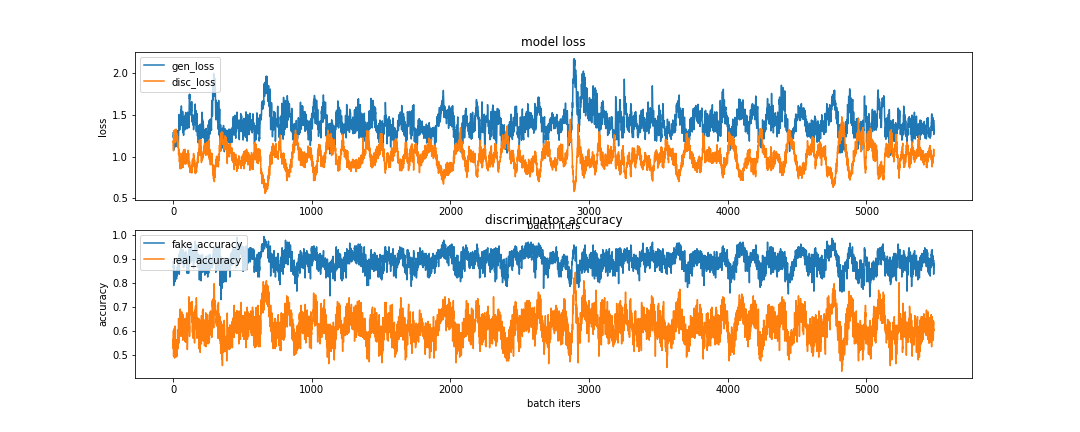 model loss
gen_loss
disc_loss
2.0
1.5
1.0
0.5
loss
0
1000
2000
3000
4000
5000
batch iters
discriminator accuracy
fake_accuracy
real_accuracy
1.0
0.9
0.8
0.7
0.6
0.5
accuracy
0
1000
2000
3000
4000
5000
batch iters